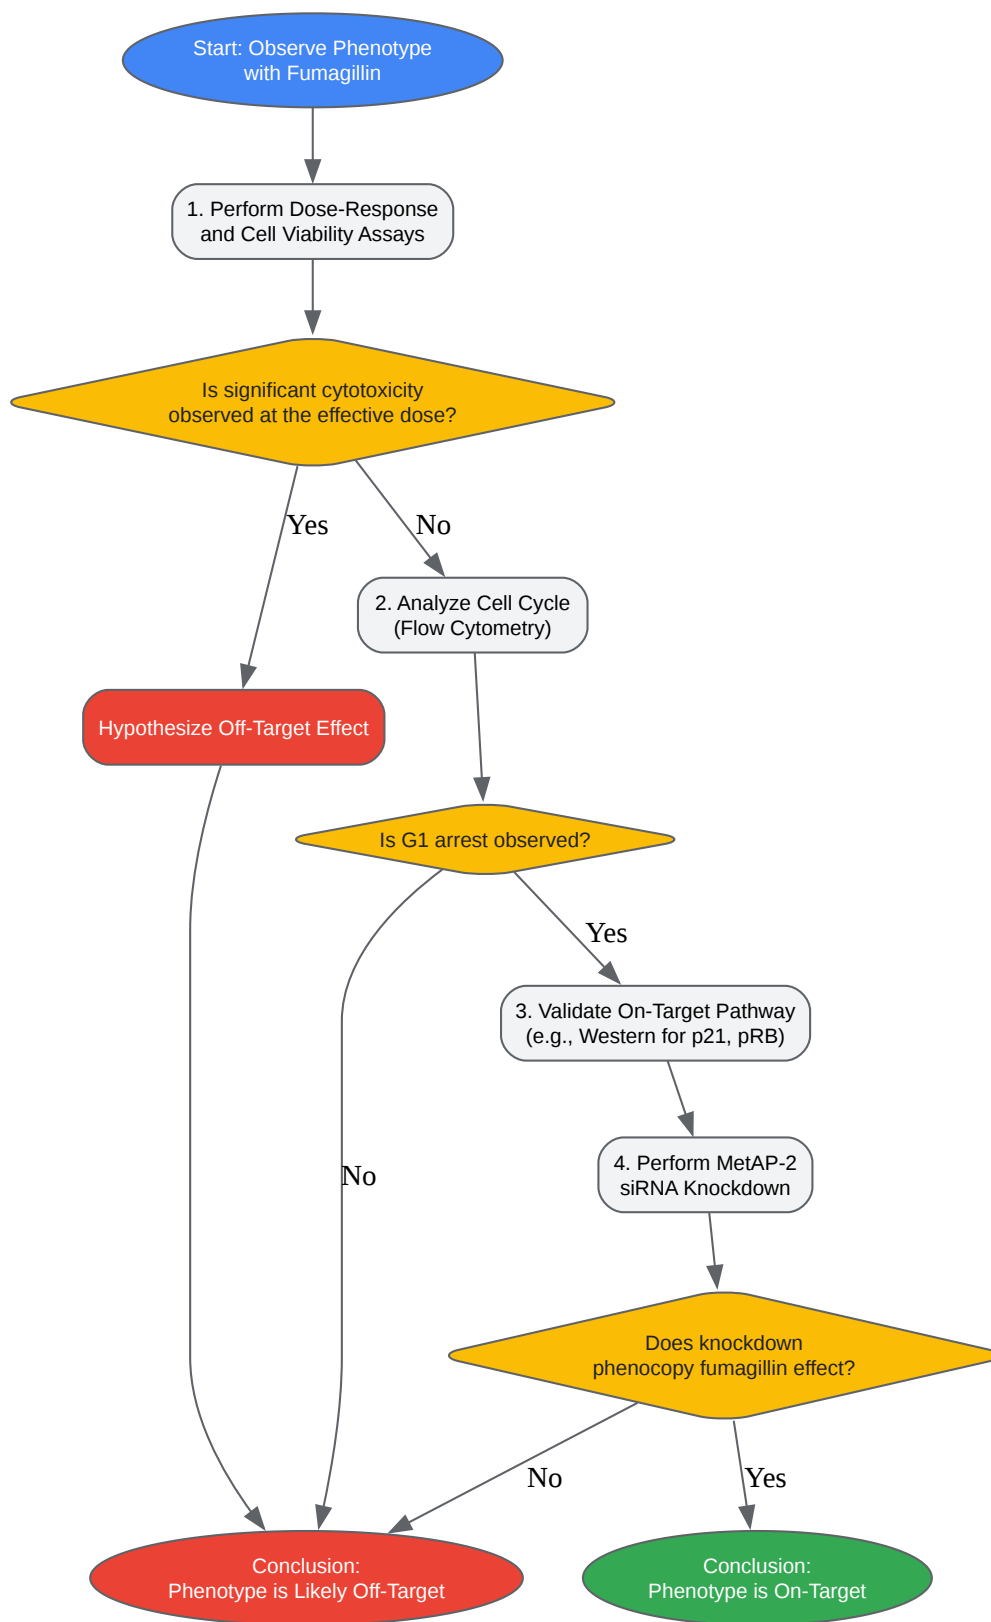 Start: Observe Phenotype
with Fumagillin
1. Perform Dose-Response
and Cell Viability Assays
Is significant cytotoxicity
observed at the effective dose?
Yes
No
2. Analyze Cell Cycle
(Flow Cytometry)
Hypothesize Off-Target Effect
Is G1 arrest observed?
Yes
3. Validate On-Target Pathway
(e.g., Western for p21, pRB)
No
4. Perform MetAP-2
siRNA Knockdown
Does knockdown
phenocopy fumagillin effect?
No
Yes
Conclusion:
Phenotype is Likely Off-Target
Conclusion:
Phenotype is On-Target